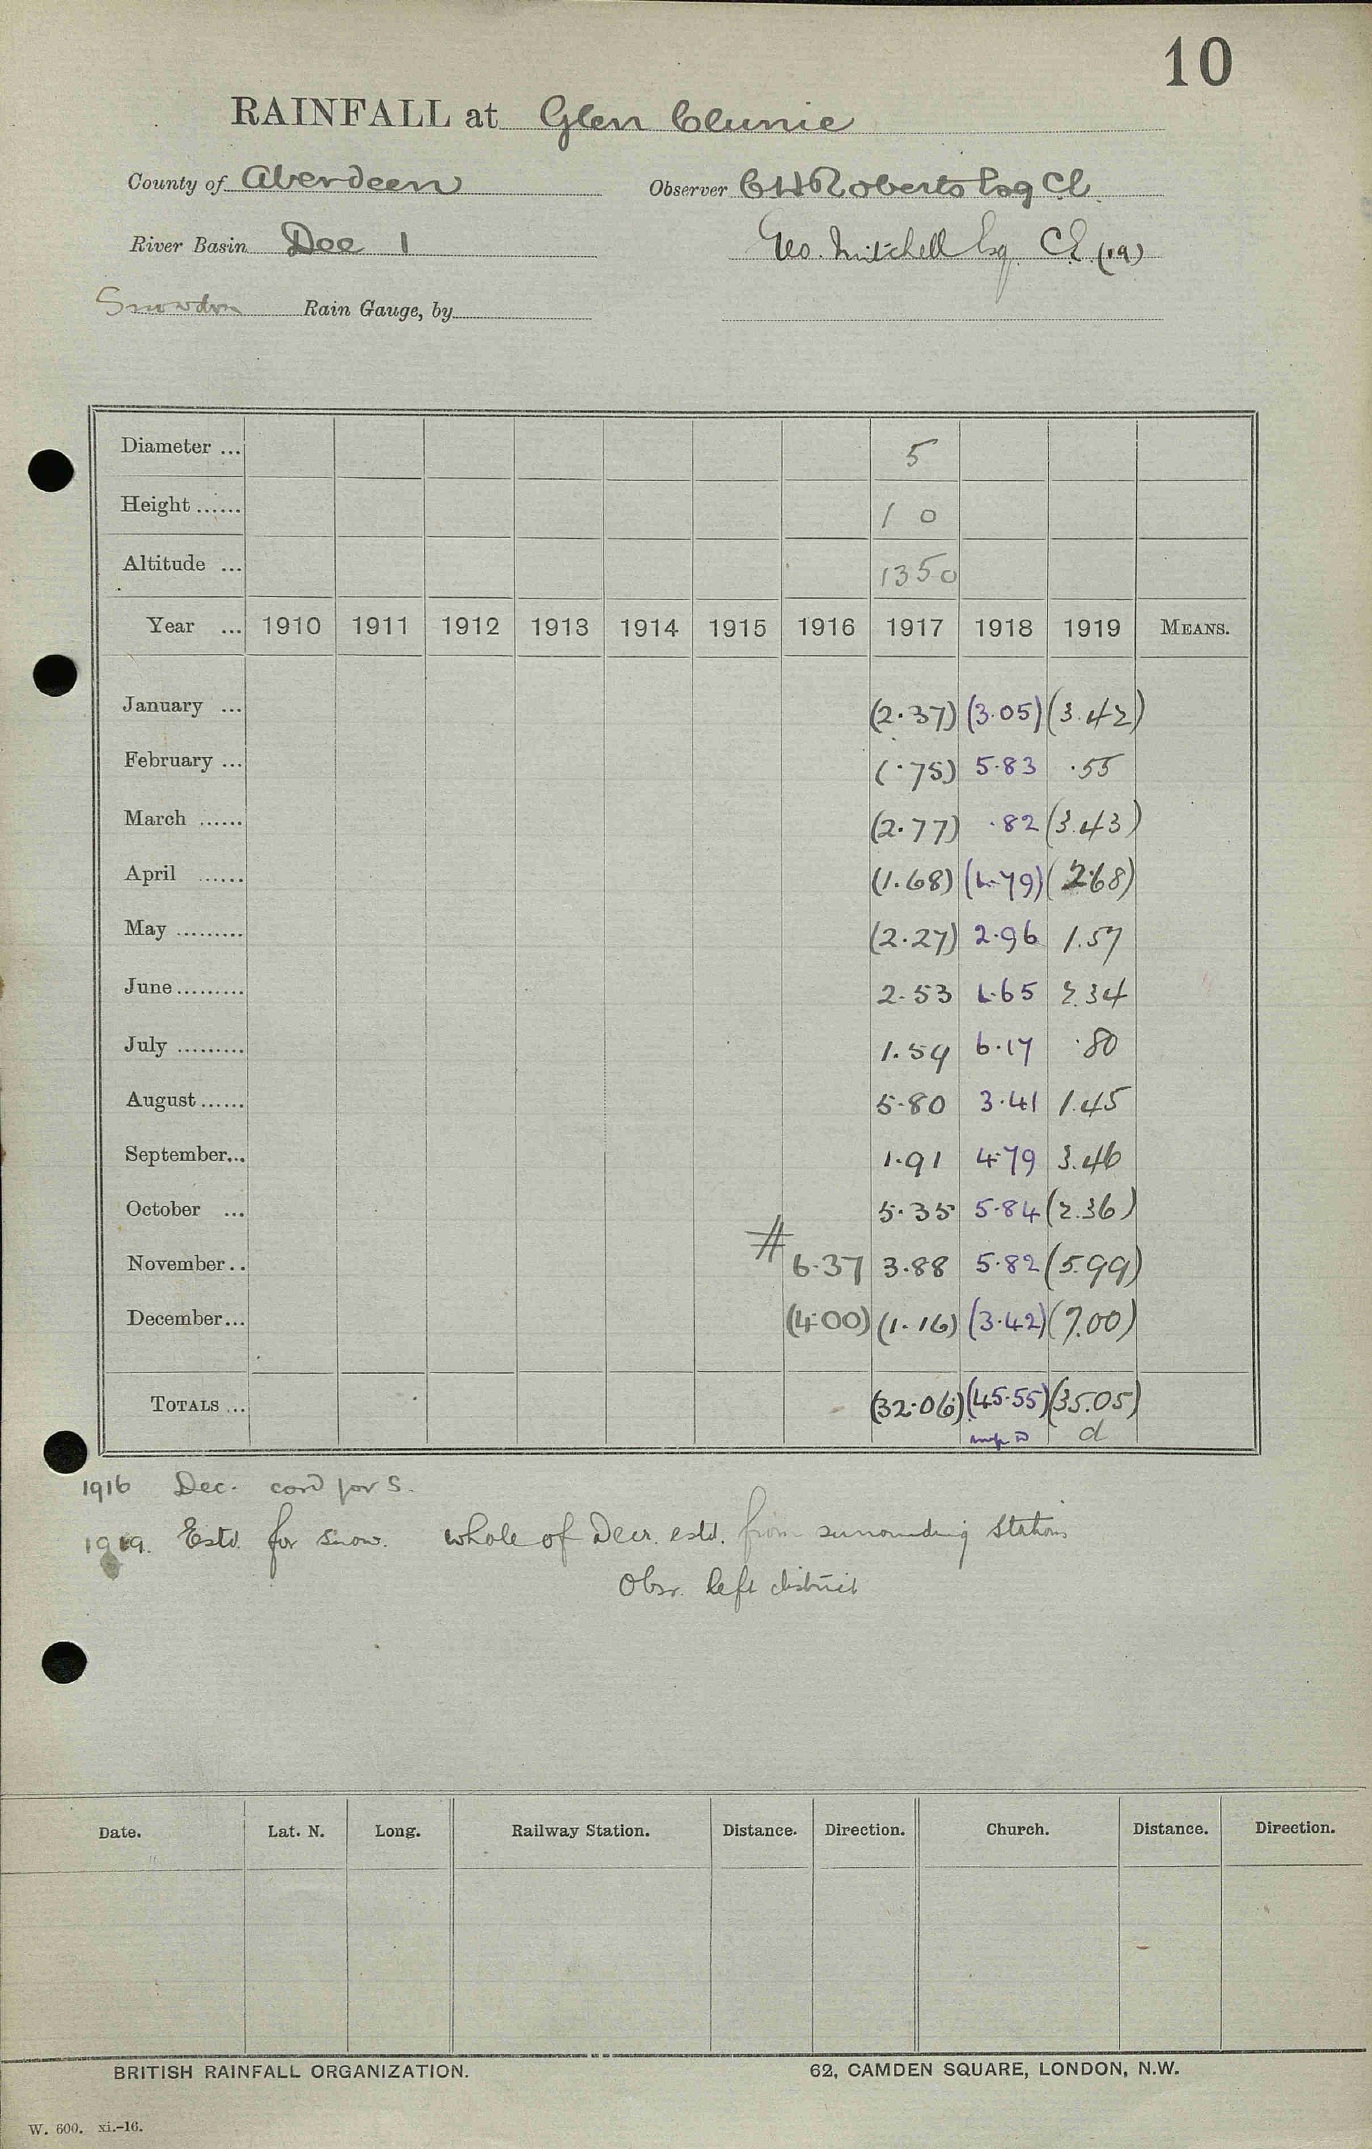 10
RAINFALL at Glen Clunie
County of Aberdeen Observer C H Roberts Esq CE.
River Basin Dee 1 Geo. Mitchell Esq. CE. (19)
Snowdon Rain Gauge, by
Diameter ... 5
Height ...... 1 0
Altitude ... 1350
Year ... 1910 1911 1912 1913 1914 1915 1916 1917 1918 1919 MEANS.
January ... (2.37) (3.05) (3.42)
February ... (.75) 5.83 .55
March ...... (2.77) .82 (3.43)
April ...... (1.68) (1.79) (2.68)
May ......... (2.27) 2.96 1.57
June ......... 2.53 1.65 2.34
July ......... 1.59 6.17 .80
August ...... 5.80 3.41 1.45
September... 1.91 4.79 3.46
October ... 5.35 5.84 (2.36)
November .. # 6.37 3.88 5.82 (5.99)
December... (4.00) (1.16) (3.42) (7.00)
TOTALS ... (32.06) (45.55) (35.05)
d
1916 Dec. cord for S.
1919. Estd. for snow. whole of Decr. estd. from surrounding stations
Obsr. left district
Date. Lat. N. Long. Railway Station. Distance. Direction. Church. Distance. Direction.
BRITISH RAINFALL ORGANIZATION. 62, CAMDEN SQUARE, LONDON, N.W.
W. 600. xi.-16.